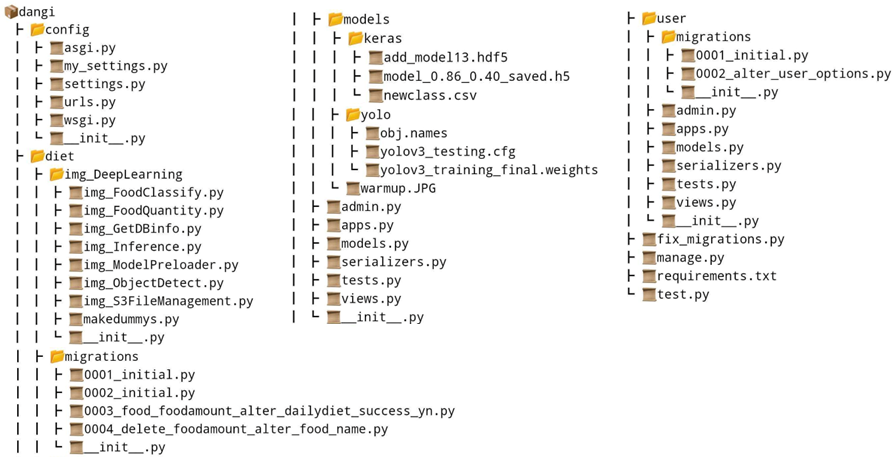 dangi
config
asgi.py
my_settings.py
settings.py
urls.py
wsgi.py
__init__.py
diet
img_DeepLearning
img_FoodClassify.py
img_FoodQuantity.py
img_GetDBinfo.py
img_Inference.py
img_ModelPreloader.py
img_ObjectDetect.py
img_S3FileManagement.py
makedummys.py
__init__.py
migrations
0001_initial.py
0002_initial.py
0003_food_foodamount_alter_dailydiet_success_yn.py
0004_delete_foodamount_alter_food_name.py
__init__.py
models
keras
add_model13.hdf5
model_0.86_0.40_saved.h5
newclass.csv
yolo
obj.names
yolov3_testing.cfg
yolov3_training_final.weights
warmup.JPG
admin.py
apps.py
models.py
serializers.py
tests.py
views.py
__init__.py
user
migrations
0001_initial.py
0002_alter_user_options.py
__init__.py
admin.py
apps.py
models.py
serializers.py
tests.py
views.py
__init__.py
fix_migrations.py
manage.py
requirements.txt
test.py